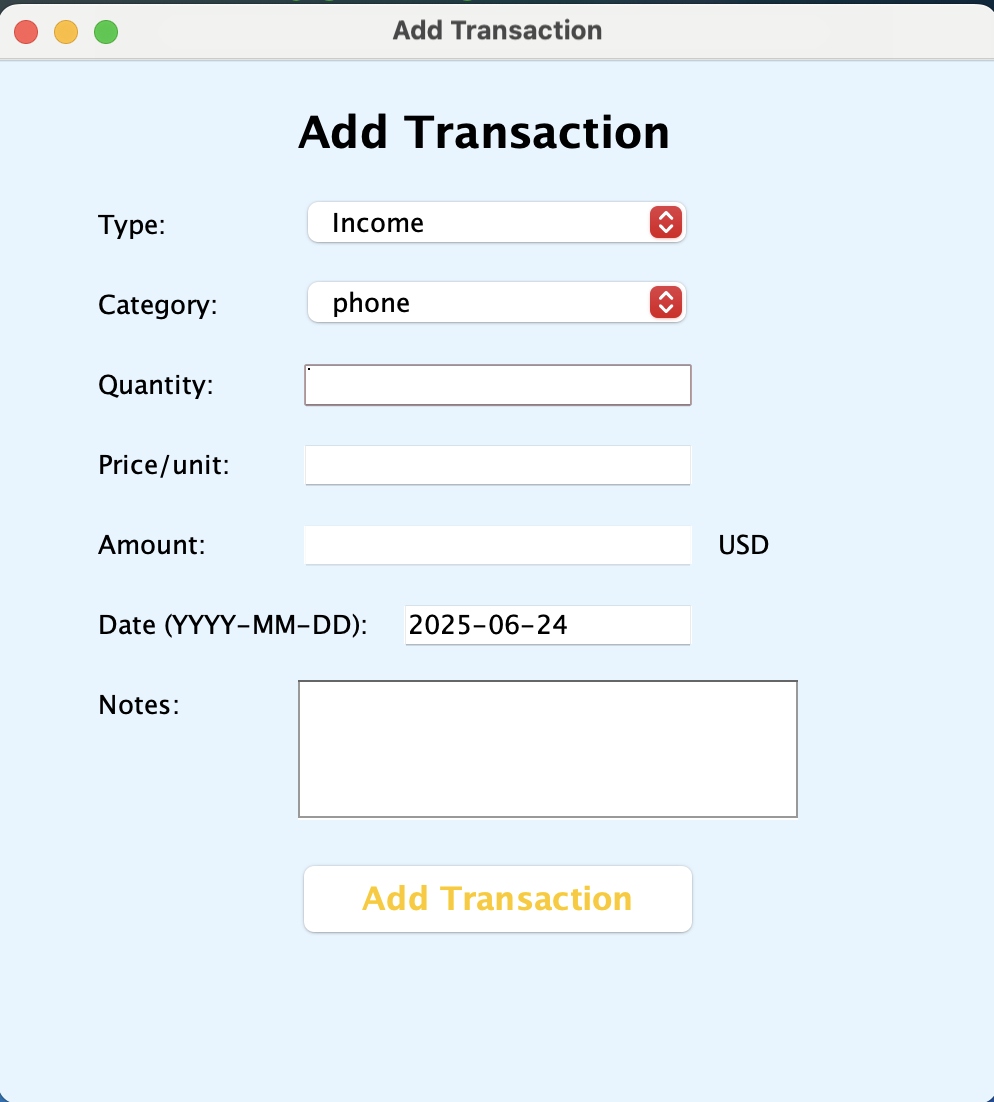 Add Transaction
Add Transaction
Type: Income
Category: phone
Quantity:
Price/unit:
Amount: USD
Date (YYYY-MM-DD): 2025-06-24
Notes:
Add Transaction